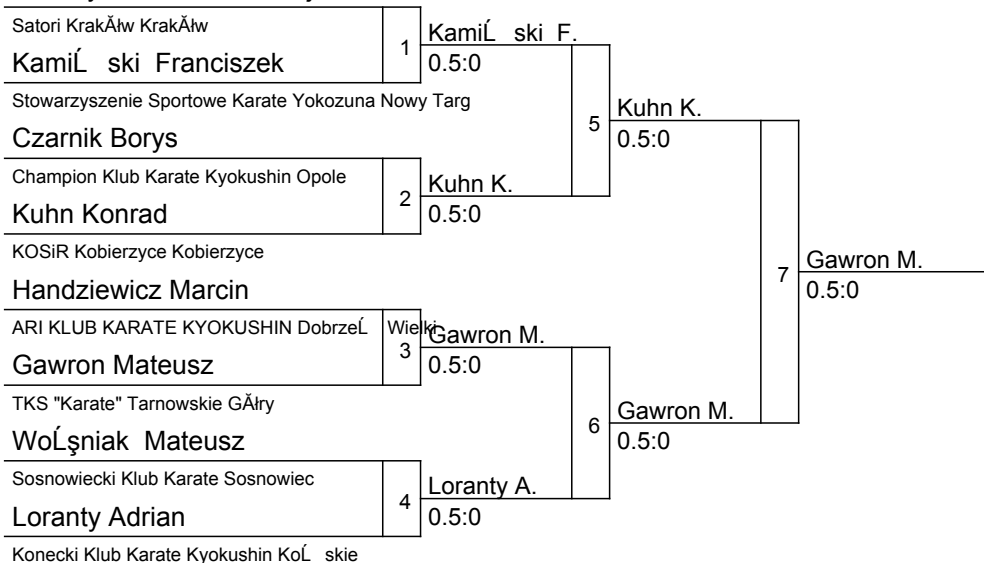 Satori KrakĂłw KrakĂłw
KamiĹ ski Franciszek
Stowarzyszenie Sportowe Karate Yokozuna Nowy Targ
Czarnik Borys
Champion Klub Karate Kyokushin Opole
Kuhn Konrad
KOSiR Kobierzyce Kobierzyce
Handziewicz Marcin
ARI KLUB KARATE KYOKUSHIN DobrzeĹ Wielki
Gawron Mateusz
TKS "Karate" Tarnowskie GĂłry
WoĹşniak Mateusz
Sosnowiecki Klub Karate Sosnowiec
Loranty Adrian
Konecki Klub Karate Kyokushin KoĹ skie
1
KamiĹ ski F.
0.5:0
2
Kuhn K.
0.5:0
3
Gawron M.
0.5:0
4
Loranty A.
0.5:0
5
Kuhn K.
0.5:0
6
Gawron M.
0.5:0
7
Gawron M.
0.5:0